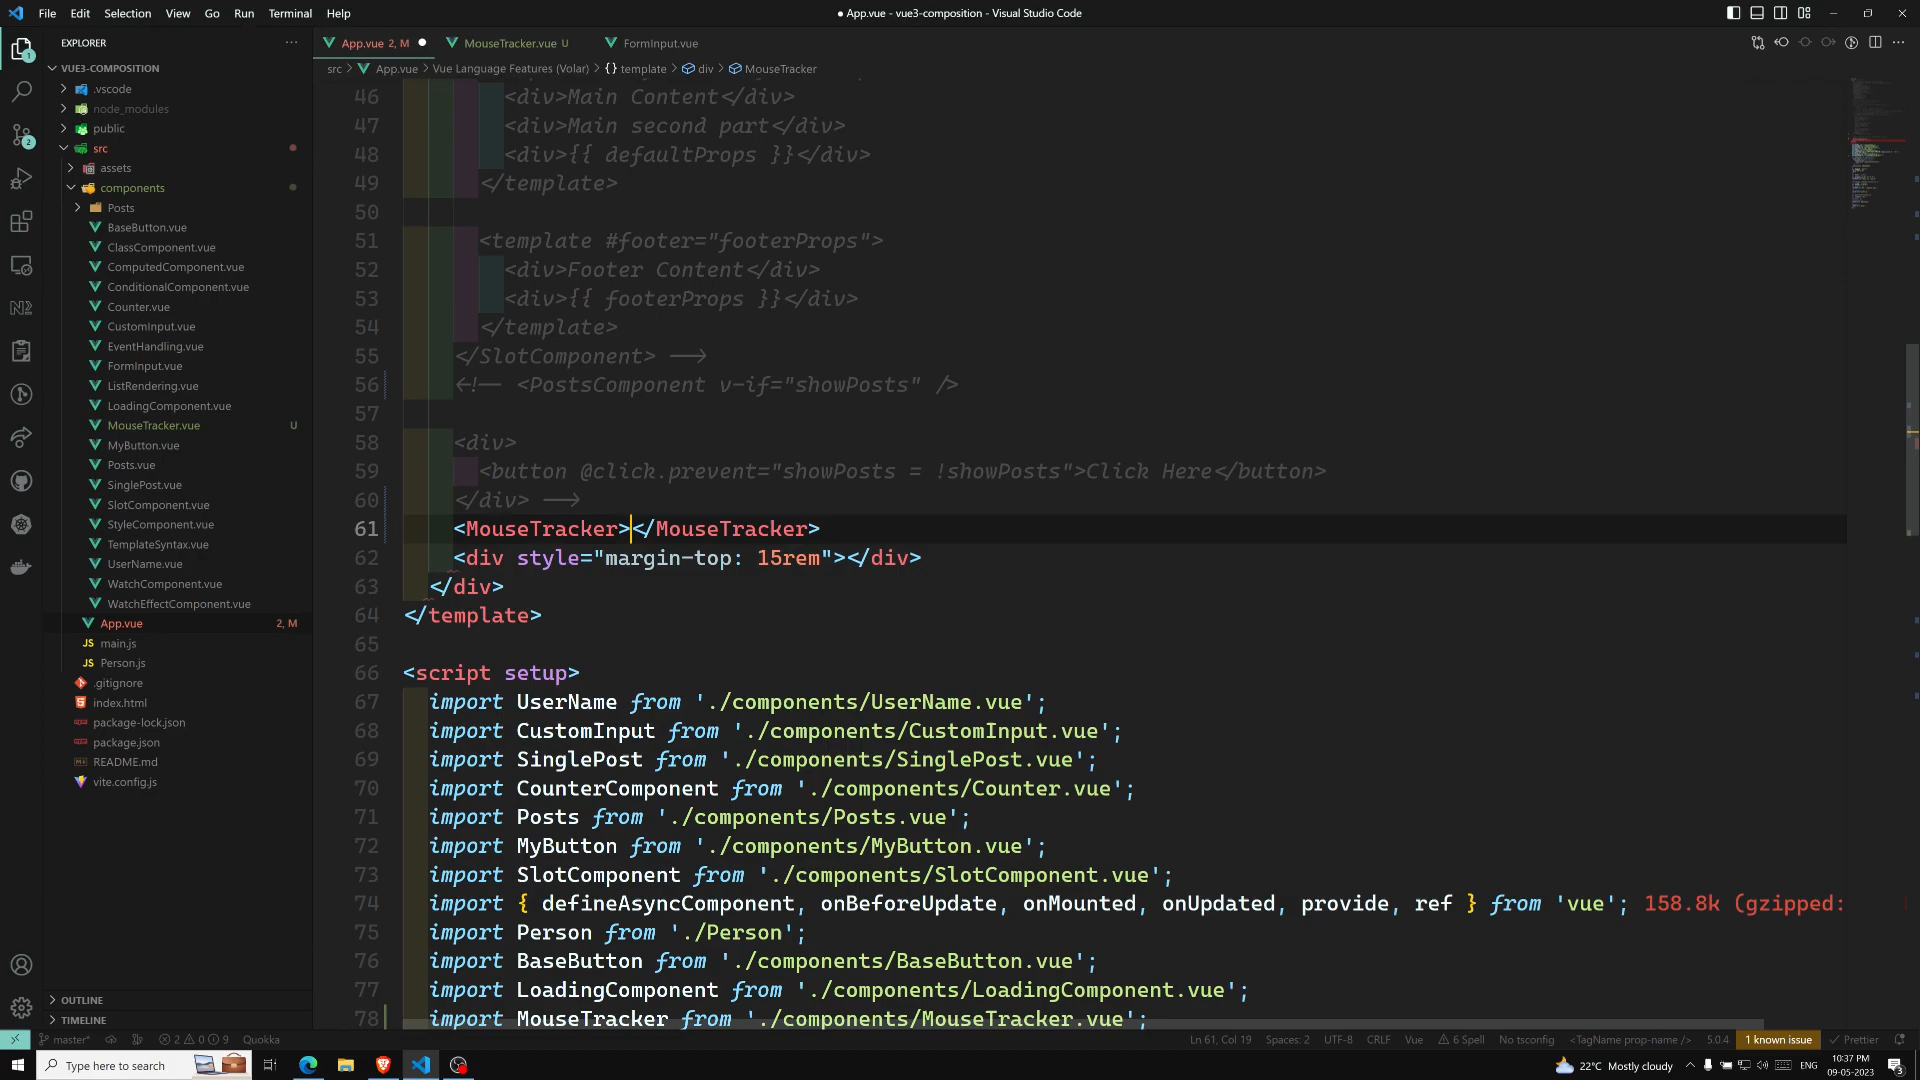 File Edit Selection View Go Run Terminal Help
● App.vue - vue3-composition - Visual Studio Code
EXPLORER
VUE3-COMPOSITION
.vscode
node_modules
public
src
assets
components
Posts
BaseButton.vue
ClassComponent.vue
ComputedComponent.vue
ConditionalComponent.vue
Counter.vue
CustomInput.vue
EventHandling.vue
FormInput.vue
ListRendering.vue
LoadingComponent.vue
MouseTracker.vue U
MyButton.vue
Posts.vue
SinglePost.vue
SlotComponent.vue
StyleComponent.vue
TemplateSyntax.vue
UserName.vue
WatchComponent.vue
WatchEffectComponent.vue
App.vue 2, M
JS main.js
JS Person.js
.gitignore
index.html
package-lock.json
package.json
README.md
vite.config.js
OUTLINE
TIMELINE
App.vue 2, M ● MouseTracker.vue U FormInput.vue
src > App.vue > Vue Language Features (Volar) > {} template > div > MouseTracker
46 <div>Main Content</div>
47 <div>Main second part</div>
48 <div>{{ defaultProps }}</div>
49 </template>
50
51 <template #footer="footerProps">
52 <div>Footer Content</div>
53 <div>{{ footerProps }}</div>
54 </template>
55 </SlotComponent> -->
56 <!-- <PostsComponent v-if="showPosts" />
57
58 <div>
59 <button @click.prevent="showPosts = !showPosts">Click Here</button>
60 </div> -->
61 <MouseTracker></MouseTracker>
62 <div style="margin-top: 15rem"></div>
63 </div>
64 </template>
65
66 <script setup>
67 import UserName from './components/UserName.vue';
68 import CustomInput from './components/CustomInput.vue';
69 import SinglePost from './components/SinglePost.vue';
70 import CounterComponent from './components/Counter.vue';
71 import Posts from './components/Posts.vue';
72 import MyButton from './components/MyButton.vue';
73 import SlotComponent from './components/SlotComponent.vue';
74 import { defineAsyncComponent, onBeforeUpdate, onMounted, onUpdated, provide, ref } from 'vue'; 158.8k (gzipped:
75 import Person from './Person';
76 import BaseButton from './components/BaseButton.vue';
77 import LoadingComponent from './components/LoadingComponent.vue';
78 import MouseTracker from './components/MouseTracker.vue';
master* 2 0 9 Quokka
Ln 61, Col 19 Spaces: 2 UTF-8 CRLF Vue 6 Spell No tsconfig <TagName prop-name /> 5.0.4 1 known issue Prettier
Type here to search
22°C Mostly cloudy ENG
10:37 PM
09-05-2023
3